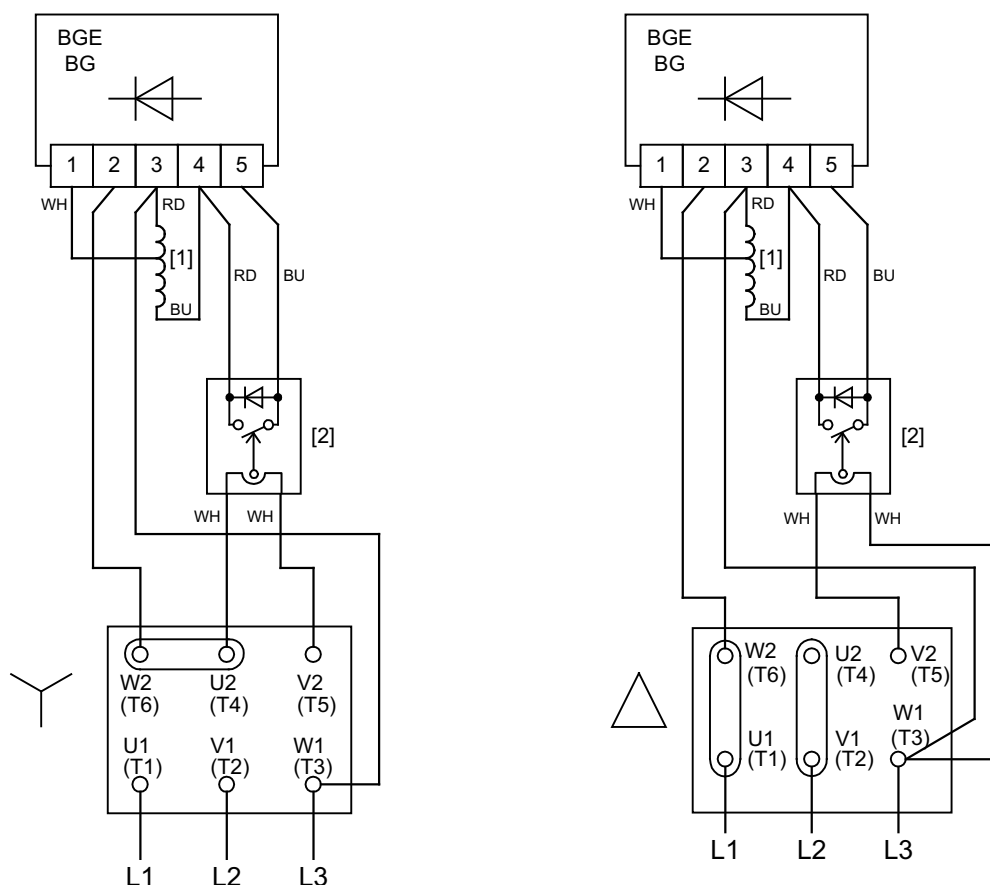 BGE
BG
1 2 3 4 5
WH
RD
[1]
BU
RD
BU
[2]
WH
WH
W2
(T6)
U2
(T4)
V2
(T5)
U1
(T1)
V1
(T2)
W1
(T3)
L1
L2
L3
BGE
BG
1 2 3 4 5
WH
RD
[1]
BU
RD
BU
[2]
WH
WH
W2
(T6)
U2
(T4)
V2
(T5)
U1
(T1)
V1
(T2)
W1
(T3)
L1
L2
L3